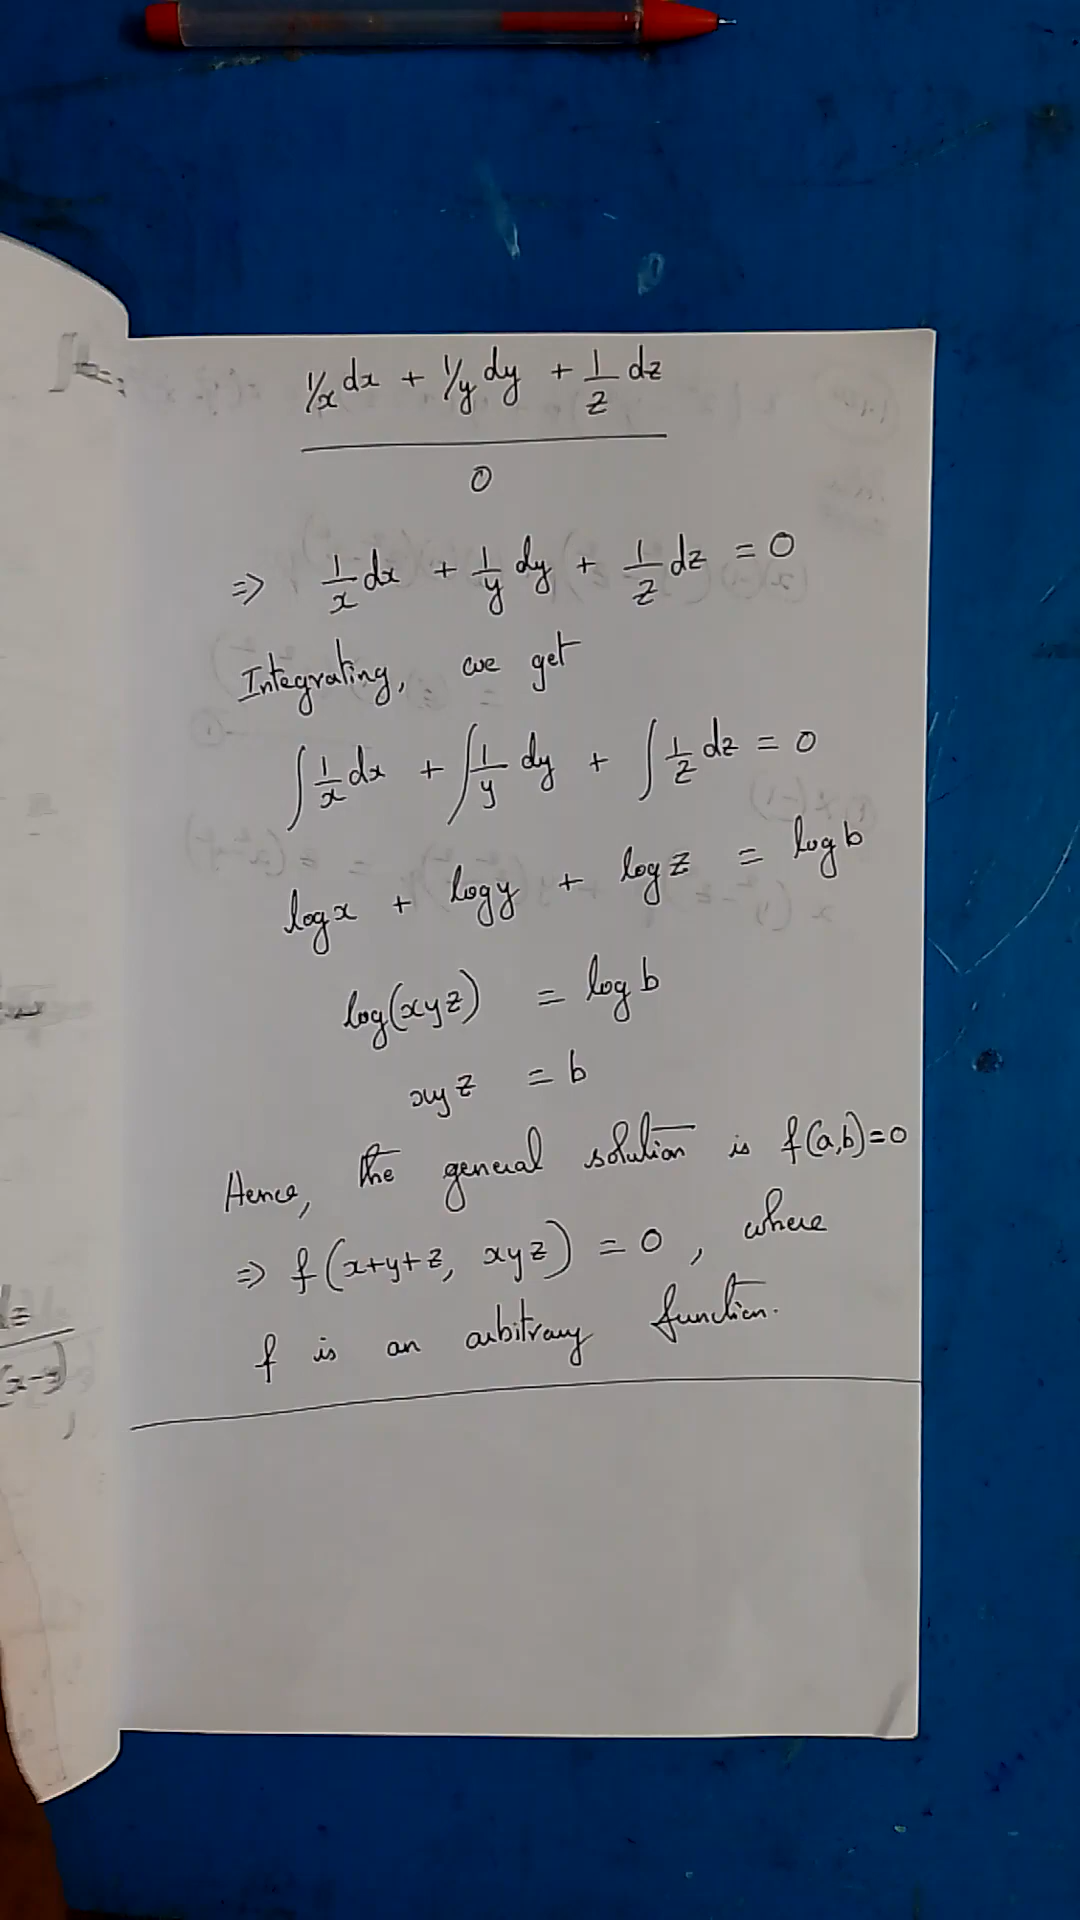 1/x dx + 1/y dy + 1/z dz
0
⇒ 1/x dx + 1/y dy + 1/z dz = 0
Integrating, we get
∫ 1/x dx + ∫ 1/y dy + ∫ 1/z dz = 0
log x + log y + log z = log b
log(xyz) = log b
xyz = b
Hence, the general solution is f(a,b)=0
⇒ f(x+y+z, xyz) = 0, where
f is an arbitrary function.
(x-y)